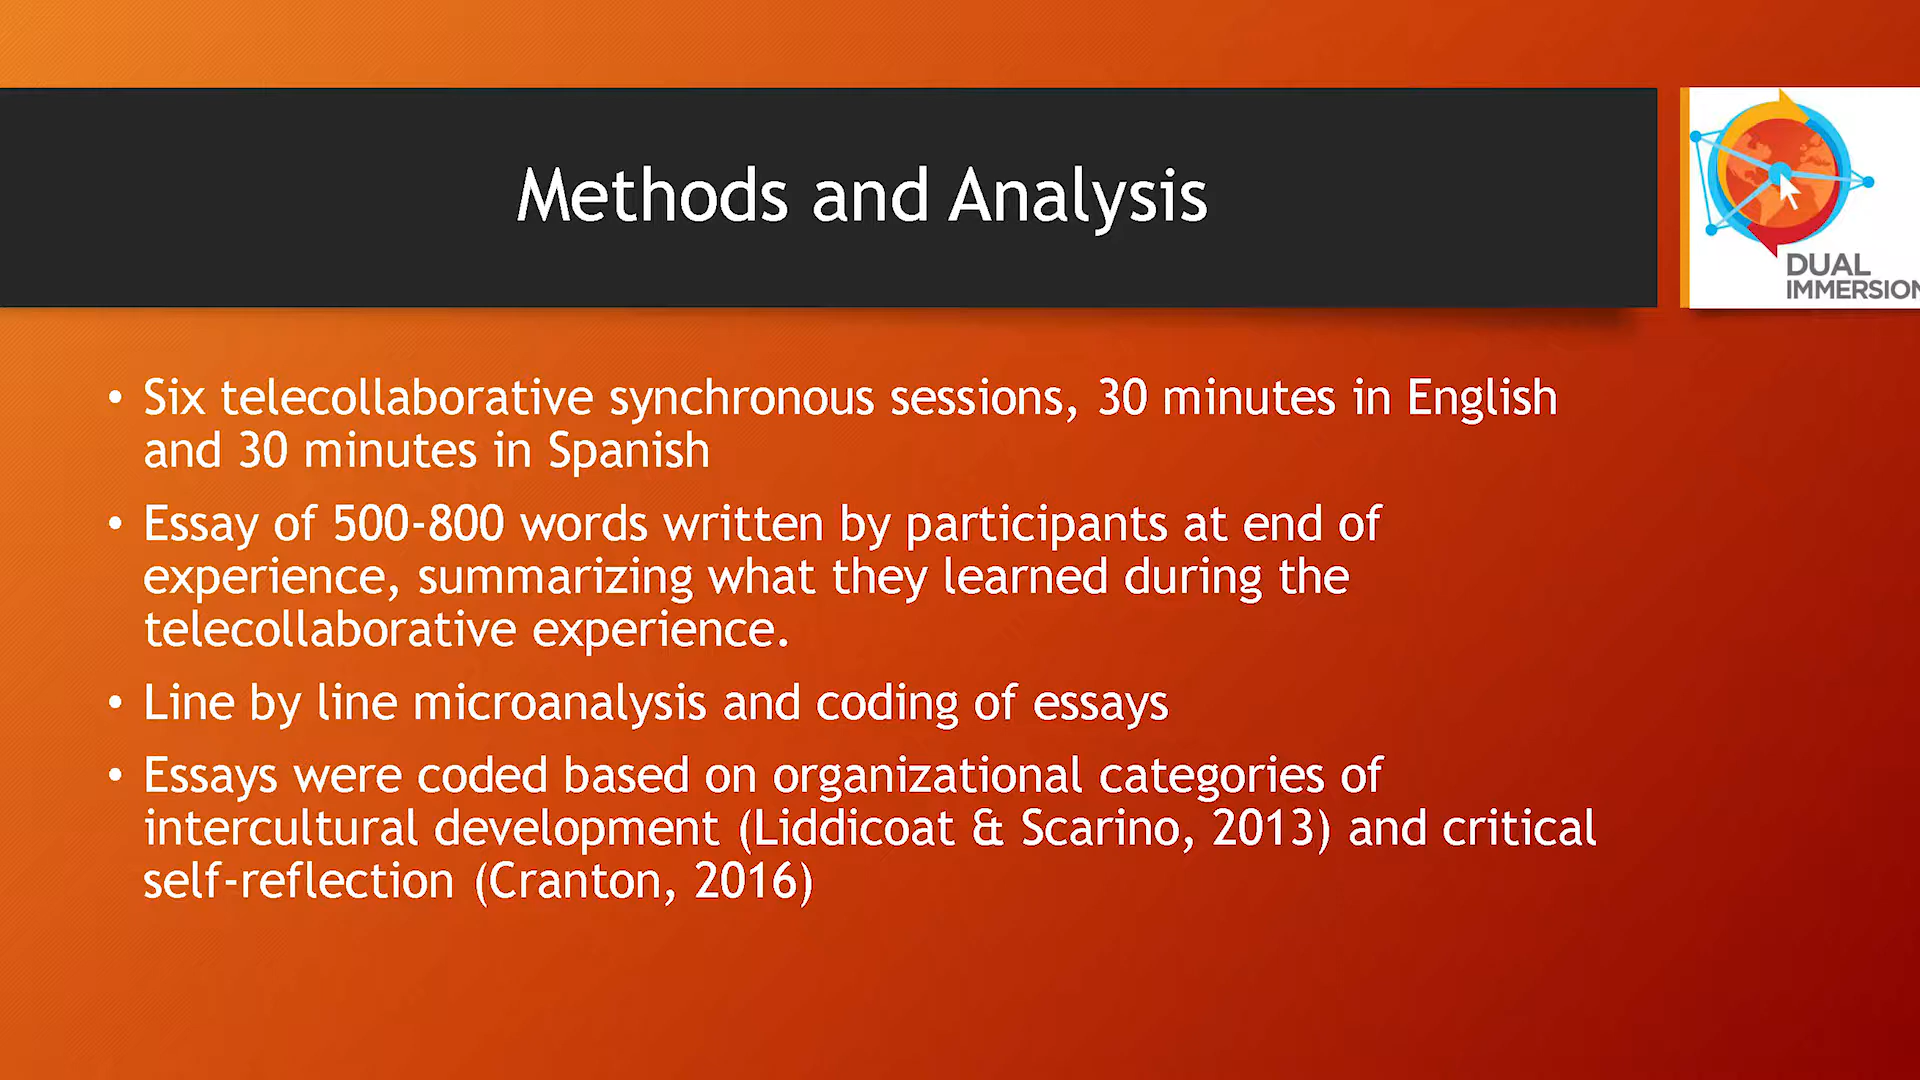 Methods and Analysis
DUAL
IMMERSION
• Six telecollaborative synchronous sessions, 30 minutes in English
and 30 minutes in Spanish
• Essay of 500-800 words written by participants at end of
experience, summarizing what they learned during the
telecollaborative experience.
• Line by line microanalysis and coding of essays
• Essays were coded based on organizational categories of
intercultural development (Liddicoat & Scarino, 2013) and critical
self-reflection (Cranton, 2016)